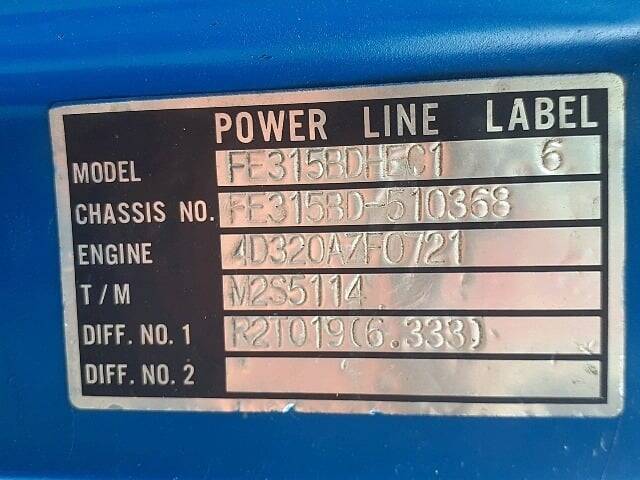 POWER LINE LABEL
MODEL FE315BDHEC1 6
CHASSIS NO. FE315BD-510368
ENGINE 4D320AZF0721
T/M M2S5114
DIFF. NO. 1 R2T019(6.333)
DIFF. NO. 2